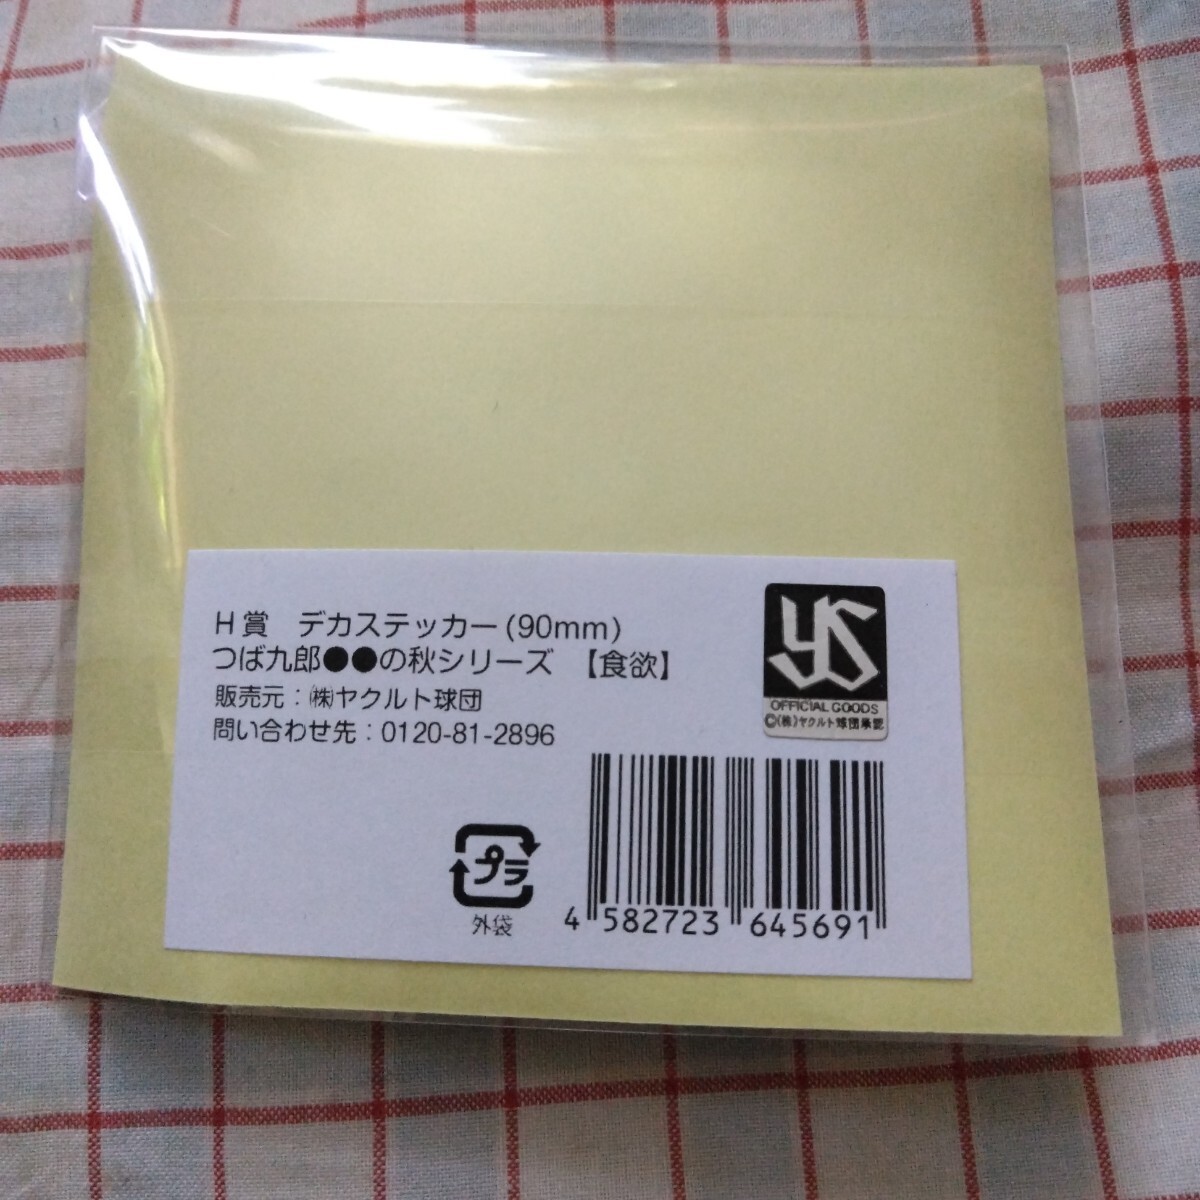 H賞　デカステッカー(90mm)
つば九郎●●の秋シリーズ　【食欲】
販売元：㈱ヤクルト球団
問い合わせ先：0120-81-2896
YS
OFFICIAL GOODS
©(株)ヤクルト球団承認
プラ
外袋
4 582723 645691